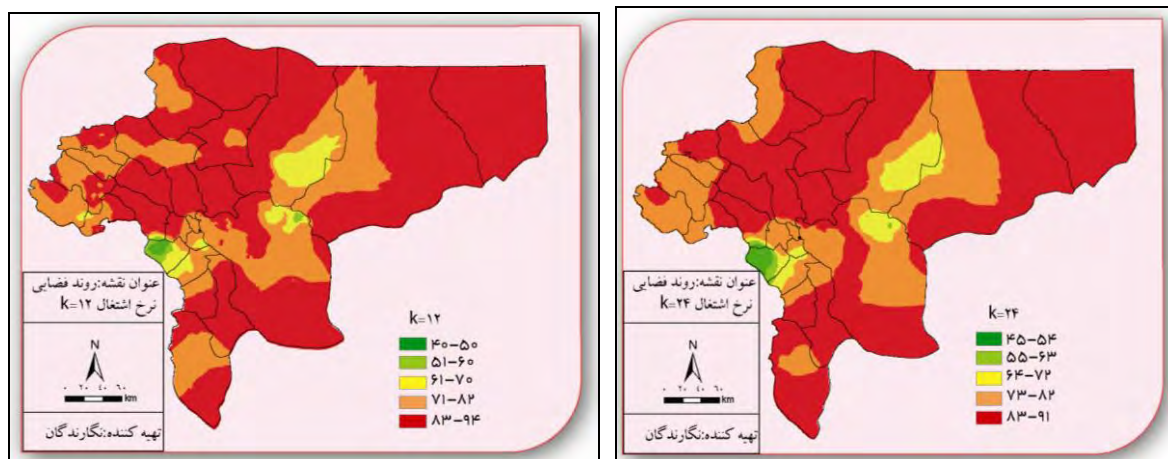 عنوان نقشه:روند فضایی
نرخ اشتغال k=۱۲
N
۰ ۲۰ ۴۰ ۶۰
km
تهیه کننده:نگارندگان
k=۱۲
۴۰-۵۰
۵۱-۶۰
۶۱-۷۰
۷۱-۸۲
۸۳-۹۴
عنوان نقشه:روند فضایی
نرخ اشتغال k=۲۴
N
۰ ۲۰ ۴۰ ۶۰
km
تهیه کننده:نگارندگان
k=۲۴
۴۵-۵۴
۵۵-۶۳
۶۴-۷۲
۷۳-۸۲
۸۳-۹۱